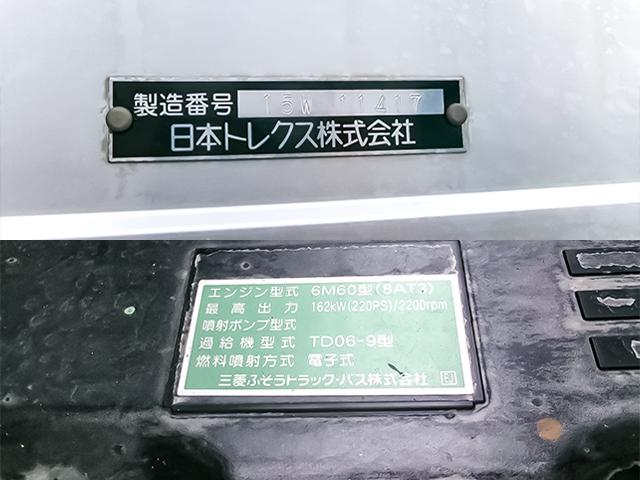 製造番号 15W 11417
日本トレクス株式会社
エンジン型式 6M60型(8AT3)
最高出力 162kW(220PS)/2200rpm
噴射ポンプ型式
過給機型式 TD06-9型
燃料噴射方式 電子式
三菱ふそうトラック・バス株式会社